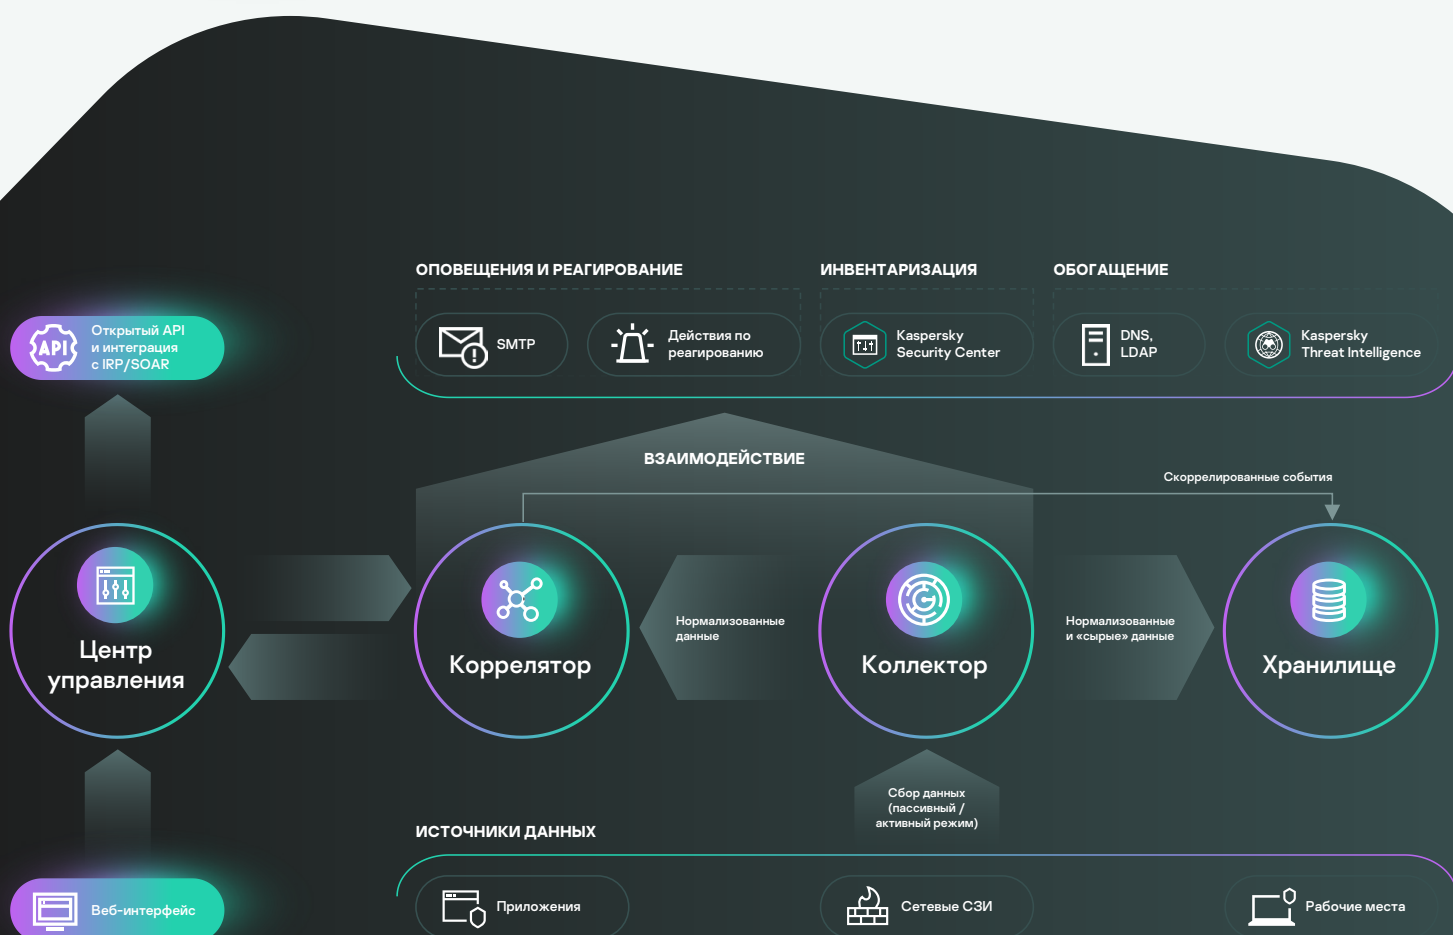 ОПОВЕЩЕНИЯ И РЕАГИРОВАНИЕ
ИНВЕНТАРИЗАЦИЯ
ОБОГАЩЕНИЕ
API
Открытый API
и интеграция
с IRP/SOAR
SMTP
Действия по
реагированию
Kaspersky
Security Center
DNS,
LDAP
Kaspersky
Threat Intelligence
ВЗАИМОДЕЙСТВИЕ
Скоррелированные события
Центр
управления
Коррелятор
Нормализованные
данные
Коллектор
Нормализованные
и «сырые» данные
Хранилище
Сбор данных
(пассивный /
активный режим)
ИСТОЧНИКИ ДАННЫХ
Веб-интерфейс
Приложения
Сетевые СЗИ
Рабочие места